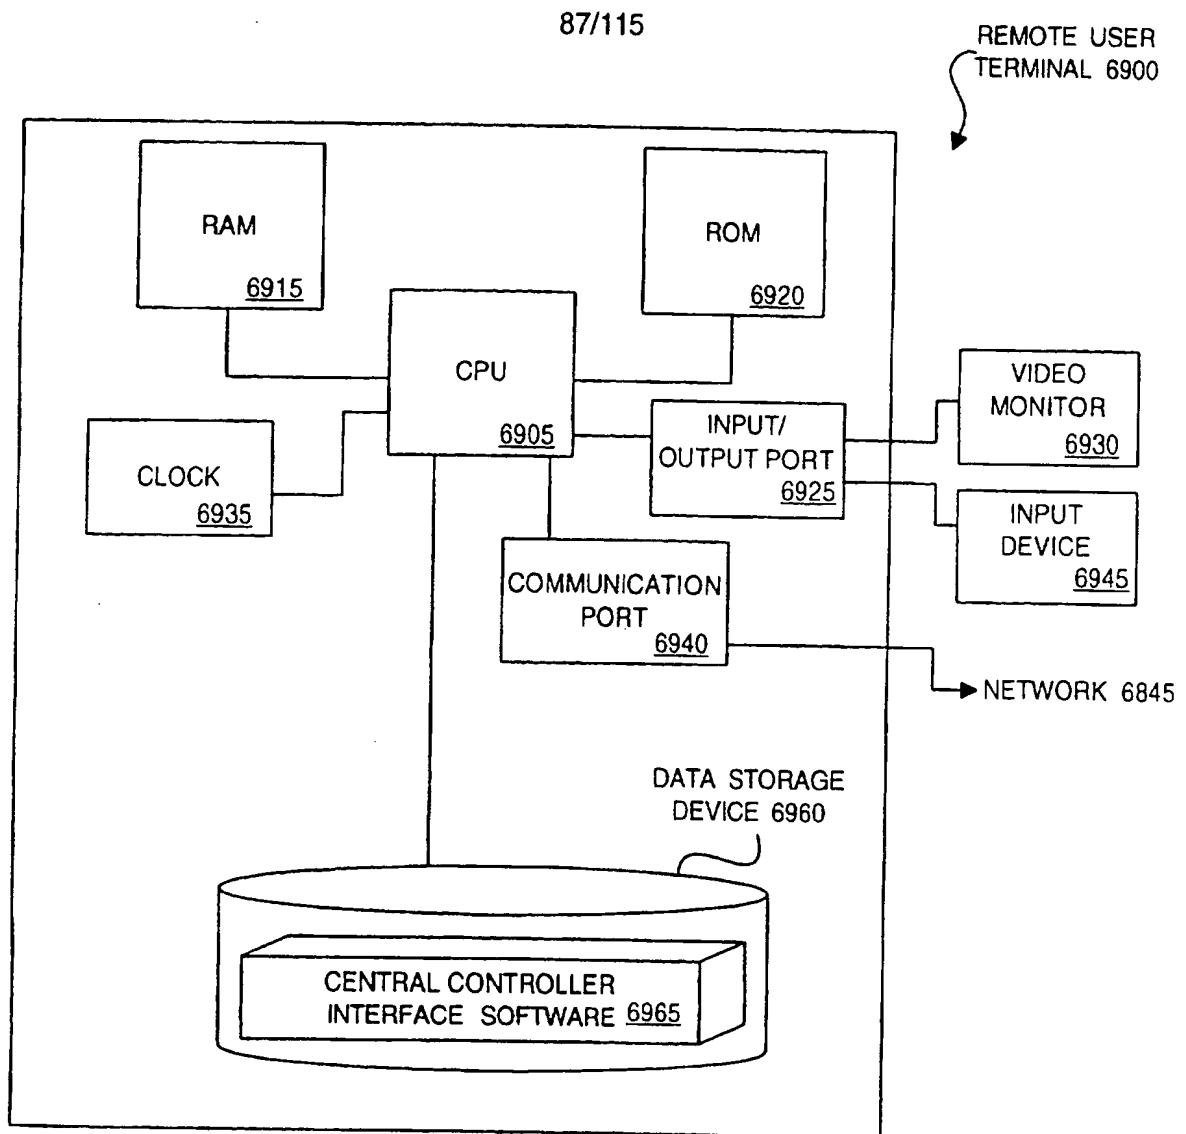 87/115
REMOTE USER
TERMINAL 6900
RAM
6915
ROM
6920
CPU
6905
VIDEO
MONITOR
6930
INPUT/
OUTPUT PORT
6925
CLOCK
6935
INPUT
DEVICE
6945
COMMUNICATION
PORT
6940
NETWORK 6845
DATA STORAGE
DEVICE 6960
CENTRAL CONTROLLER
INTERFACE SOFTWARE 6965